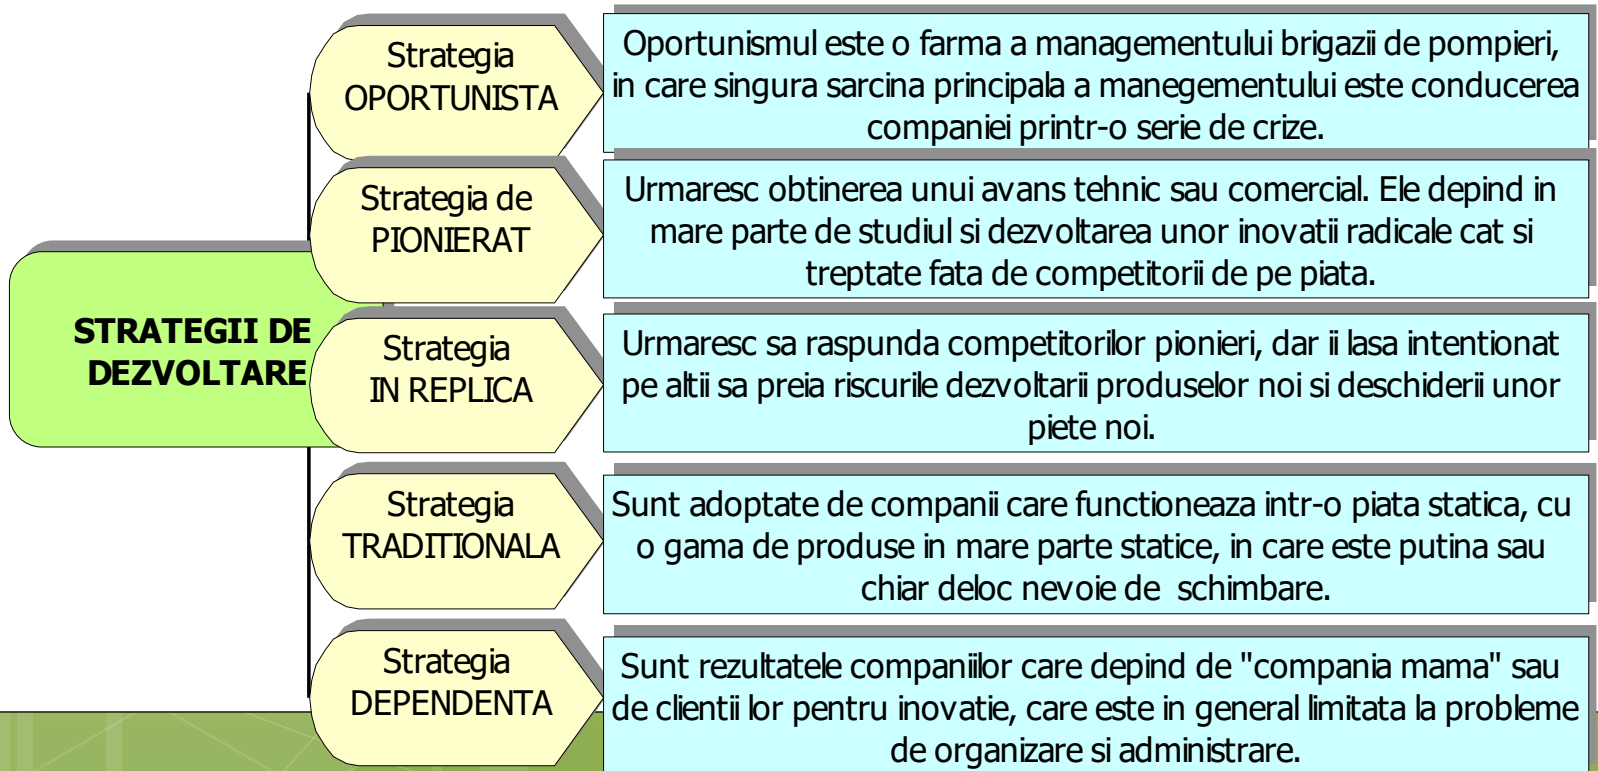 STRATEGII DE
DEZVOLTARE
Strategia
OPORTUNISTA
Oportunismul este o farma a managementului brigazii de pompieri,
in care singura sarcina principala a manegementului este conducerea
companiei printr-o serie de crize.
Strategia de
PIONIERAT
Urmaresc obtinerea unui avans tehnic sau comercial. Ele depind in
mare parte de studiul si dezvoltarea unor inovatii radicale cat si
treptate fata de competitorii de pe piata.
Strategia
IN REPLICA
Urmaresc sa raspunda competitorilor pionieri, dar ii lasa intentionat
pe altii sa preia riscurile dezvoltarii produselor noi si deschiderii unor
piete noi.
Strategia
TRADITIONALA
Sunt adoptate de companii care functioneaza intr-o piata statica, cu
o gama de produse in mare parte statice, in care este putina sau
chiar deloc nevoie de schimbare.
Strategia
DEPENDENTA
Sunt rezultatele companiilor care depind de "compania mama" sau
de clientii lor pentru inovatie, care este in general limitata la probleme
de organizare si administrare.